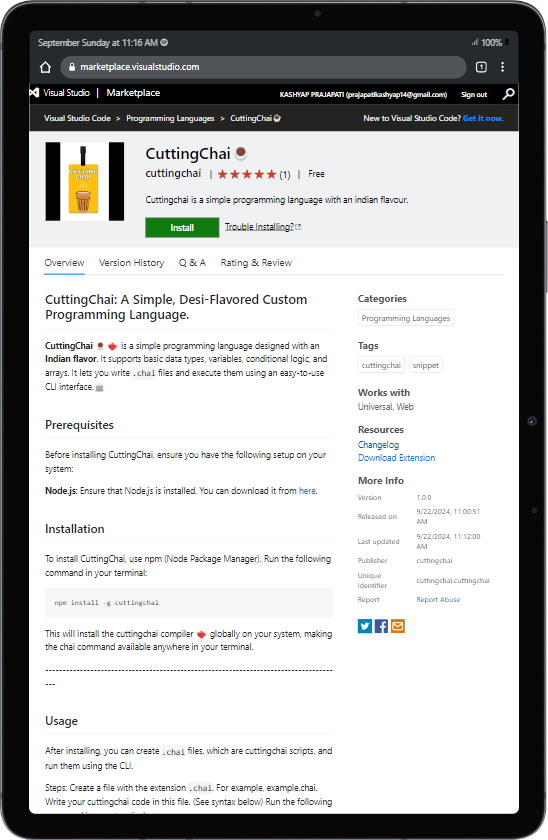 September Sunday at 11:16 AM
100%
marketplace.visualstudio.com
1
Visual Studio | Marketplace
KASHYAP PRAJAPATI (prajapatikashyap14@gmail.com) Sign out
Visual Studio Code > Programming Languages > CuttingChai☕
New to Visual Studio Code? Get it now.
CUTTING
CHAI
CuttingChai ☕
cuttingchai | ★★★★★ (1) | Free
Cuttingchai is a simple programming language with an indian flavour.
Install
Trouble Installing?
Overview Version History Q & A Rating & Review
CuttingChai: A Simple, Desi-Flavored Custom
Programming Language.
CuttingChai ☕ 🫖 is a simple programming language designed with an
Indian flavor. It supports basic data types, variables, conditional logic, and
arrays. It lets you write .chai files and execute them using an easy-to-use
CLI interface.
Prerequisites
Before installing CuttingChai, ensure you have the following setup on your
system:
Node.js: Ensure that Node.js is installed. You can download it from here.
Installation
To install CuttingChai, use npm (Node Package Manager). Run the following
command in your terminal:
npm install -g cuttingchai
This will install the cuttingchai compiler 🫖 globally on your system, making
the chai command available anywhere in your terminal.
Usage
After installing, you can create .chai files, which are cuttingchai scripts, and
run them using the CLI.
Steps: Create a file with the extension .chai. For example, example.chai.
Write your cuttingchai code in this file. (See syntax below) Run the following
Categories
Programming Languages
Tags
cuttingchai snippet
Works with
Universal, Web
Resources
Changelog
Download Extension
More Info
Version 1.0.0
Released on 9/22/2024, 11:00:51
AM
Last updated 9/22/2024, 11:12:00
AM
Publisher cuttingchai
Unique
Identifier cuttingchai.cuttingchai
Report Report Abuse